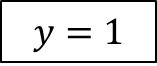 y = 1